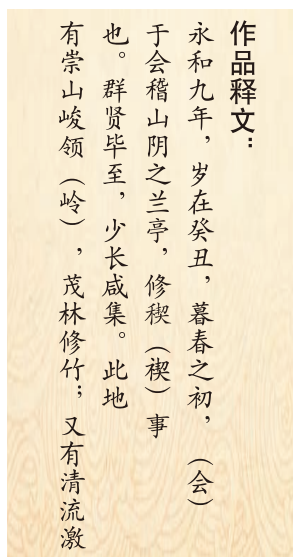 作品释文：
永和九年，岁在癸丑，暮春之初，（会）
于会稽山阴之兰亭，修稧（禊）事
也。群贤毕至，少长咸集。此地
有崇山峻领（岭），茂林修竹；又有清流激